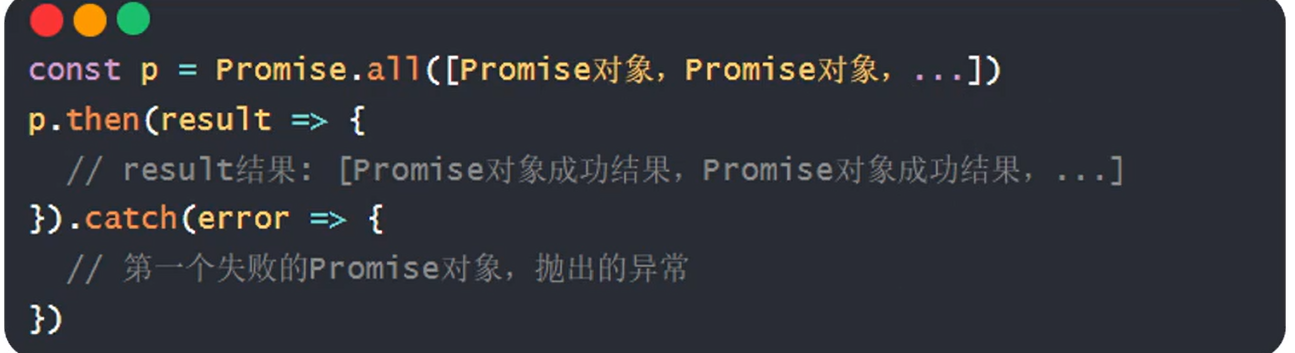 const p = Promise.all([Promise对象，Promise对象，...])
p.then(result => {
  // result结果: [Promise对象成功结果，Promise对象成功结果，...]
}).catch(error => {
  // 第一个失败的Promise对象，抛出的异常
})